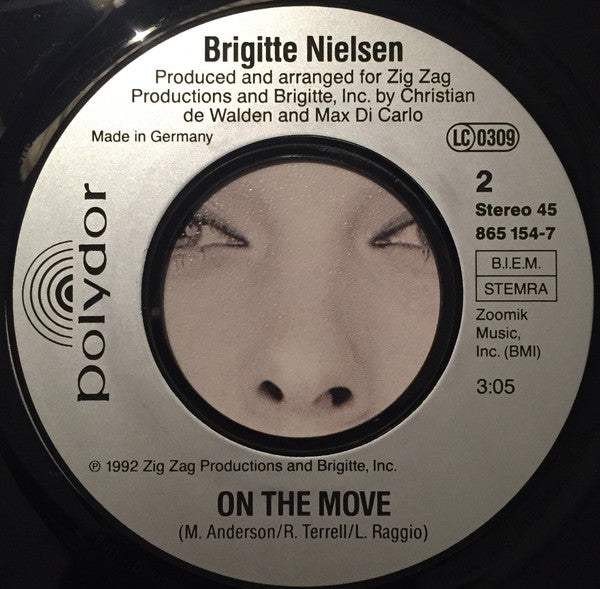 Brigitte Nielsen
Produced and arranged for Zig Zag
Productions and Brigitte, Inc. by Christian
de Walden and Max Di Carlo
Made in Germany
LC 0309
polydor
2
Stereo 45
865 154-7
B.I.E.M.
STEMRA
Zoomik
Music,
Inc. (BMI)
3:05
℗ 1992 Zig Zag Productions and Brigitte, Inc.
ON THE MOVE
(M. Anderson/R. Terrell/L. Raggio)